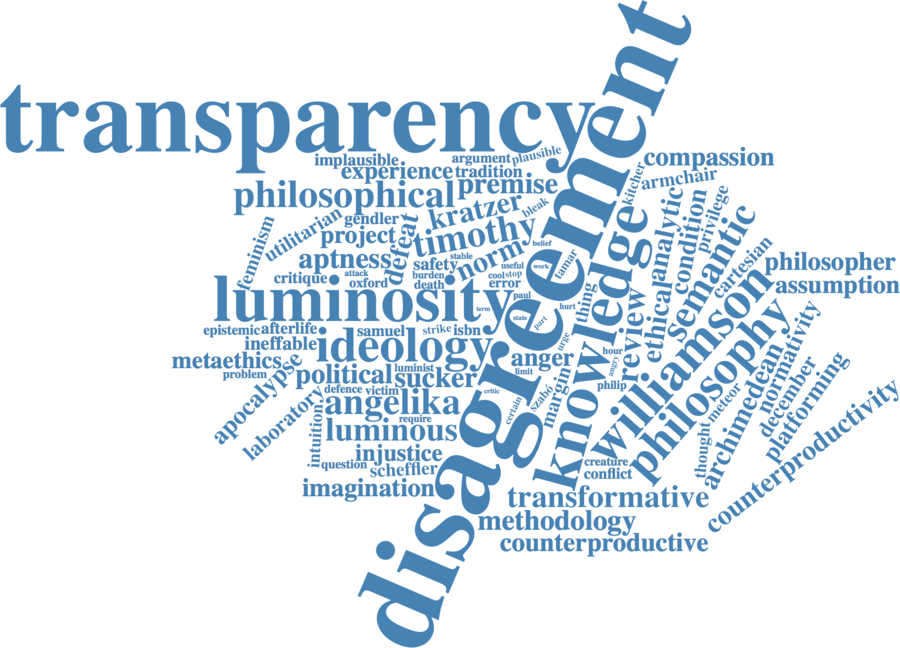 transparency
disagreement
implausible
argument
plausible
experience
tradition
philosophical
premise
kitcher
compassion
armchair
gendler
kratzer
bleak
feminism
utilitarian
project
defeat
timothy
norm
belief
aptness
safety
stable
critique
attack
oxford
burden
death
useful
cool
stop
error
work
tamar
knowledge
review
ethical
analytic
condition
privilege
semantic
cartesian
philosopher
assumption
luminosity
term
paul
state
part
hurt
thing
urge
epistemic
afterlife
samuel
strike
isbn
ineffable
ideology
metaethics
problem
apocalypse
political
luminist
sucker
anger
limit
hour
angry
philip
margin
szabó
certain
critic
defence
victim
laboratory
angelika
require
intuition
luminous
injustice
question
scheffler
imagination
williamson
philosophy
creature
conflict
thought
meteor
archimedean
normativity
december
platforming
counterproductivity
transformative
methodology
counterproductive